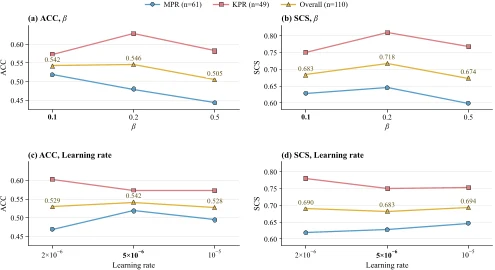 MPR (n=61) KPR (n=49) Overall (n=110)
(a) ACC, β
(b) SCS, β
ACC
0.60
0.55
0.50
0.45
0.542
0.546
0.505
0.1 0.2 0.5
β
SCS
0.80
0.75
0.70
0.65
0.60
0.683
0.718
0.674
0.1 0.2 0.5
β
(c) ACC, Learning rate
(d) SCS, Learning rate
ACC
0.60
0.55
0.50
0.45
0.529
0.542
0.528
2×10⁻⁶ 5×10⁻⁶ 10⁻⁵
Learning rate
SCS
0.80
0.75
0.70
0.65
0.60
0.690
0.683
0.694
2×10⁻⁶ 5×10⁻⁶ 10⁻⁵
Learning rate